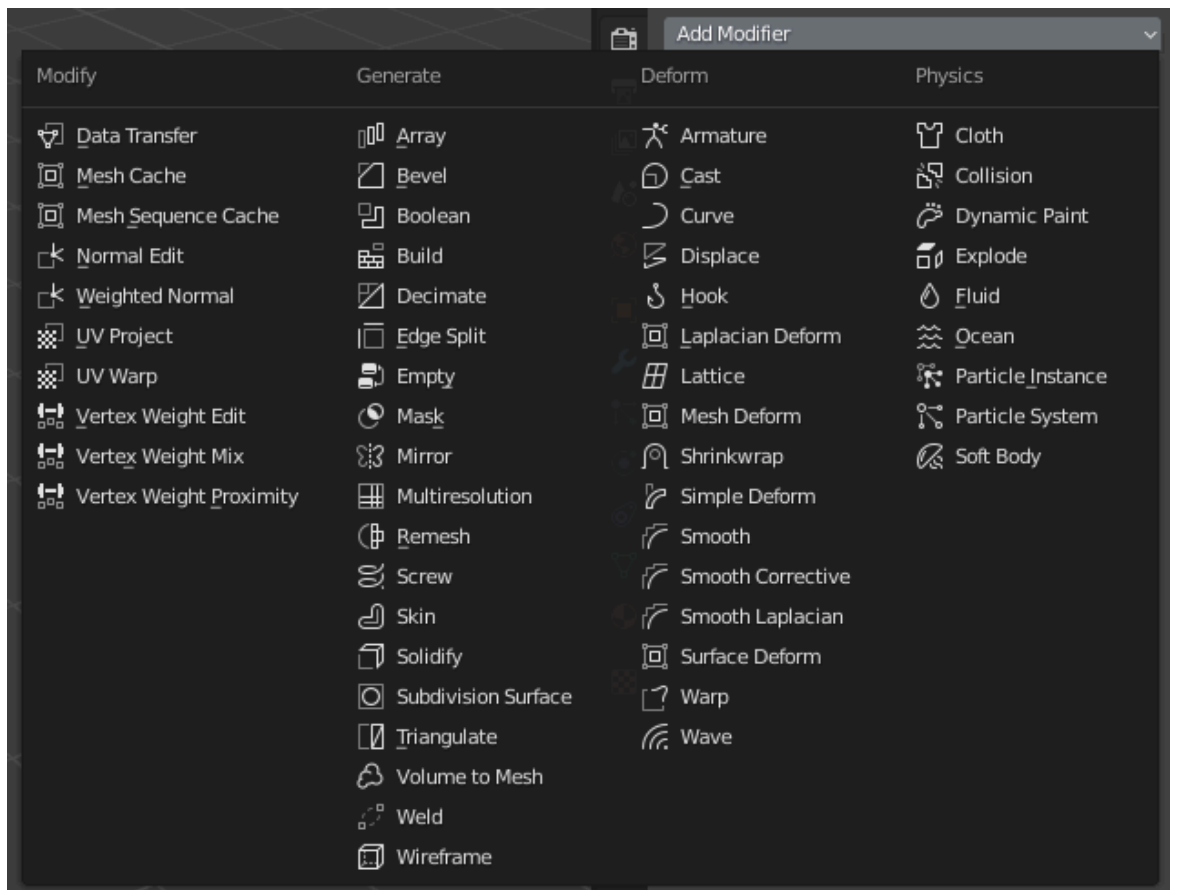 Add Modifier
Modify Generate Deform Physics
Data Transfer Array Armature Cloth
Mesh Cache Bevel Cast Collision
Mesh Sequence Cache Boolean Curve Dynamic Paint
Normal Edit Build Displace Explode
Weighted Normal Decimate Hook Fluid
UV Project Edge Split Laplacian Deform Ocean
UV Warp Empty Lattice Particle Instance
Vertex Weight Edit Mask Mesh Deform Particle System
Vertex Weight Mix Mirror Shrinkwrap Soft Body
Vertex Weight Proximity Multiresolution Simple Deform
Remesh Smooth
Screw Smooth Corrective
Skin Smooth Laplacian
Solidify Surface Deform
Subdivision Surface Warp
Triangulate Wave
Volume to Mesh
Weld
Wireframe